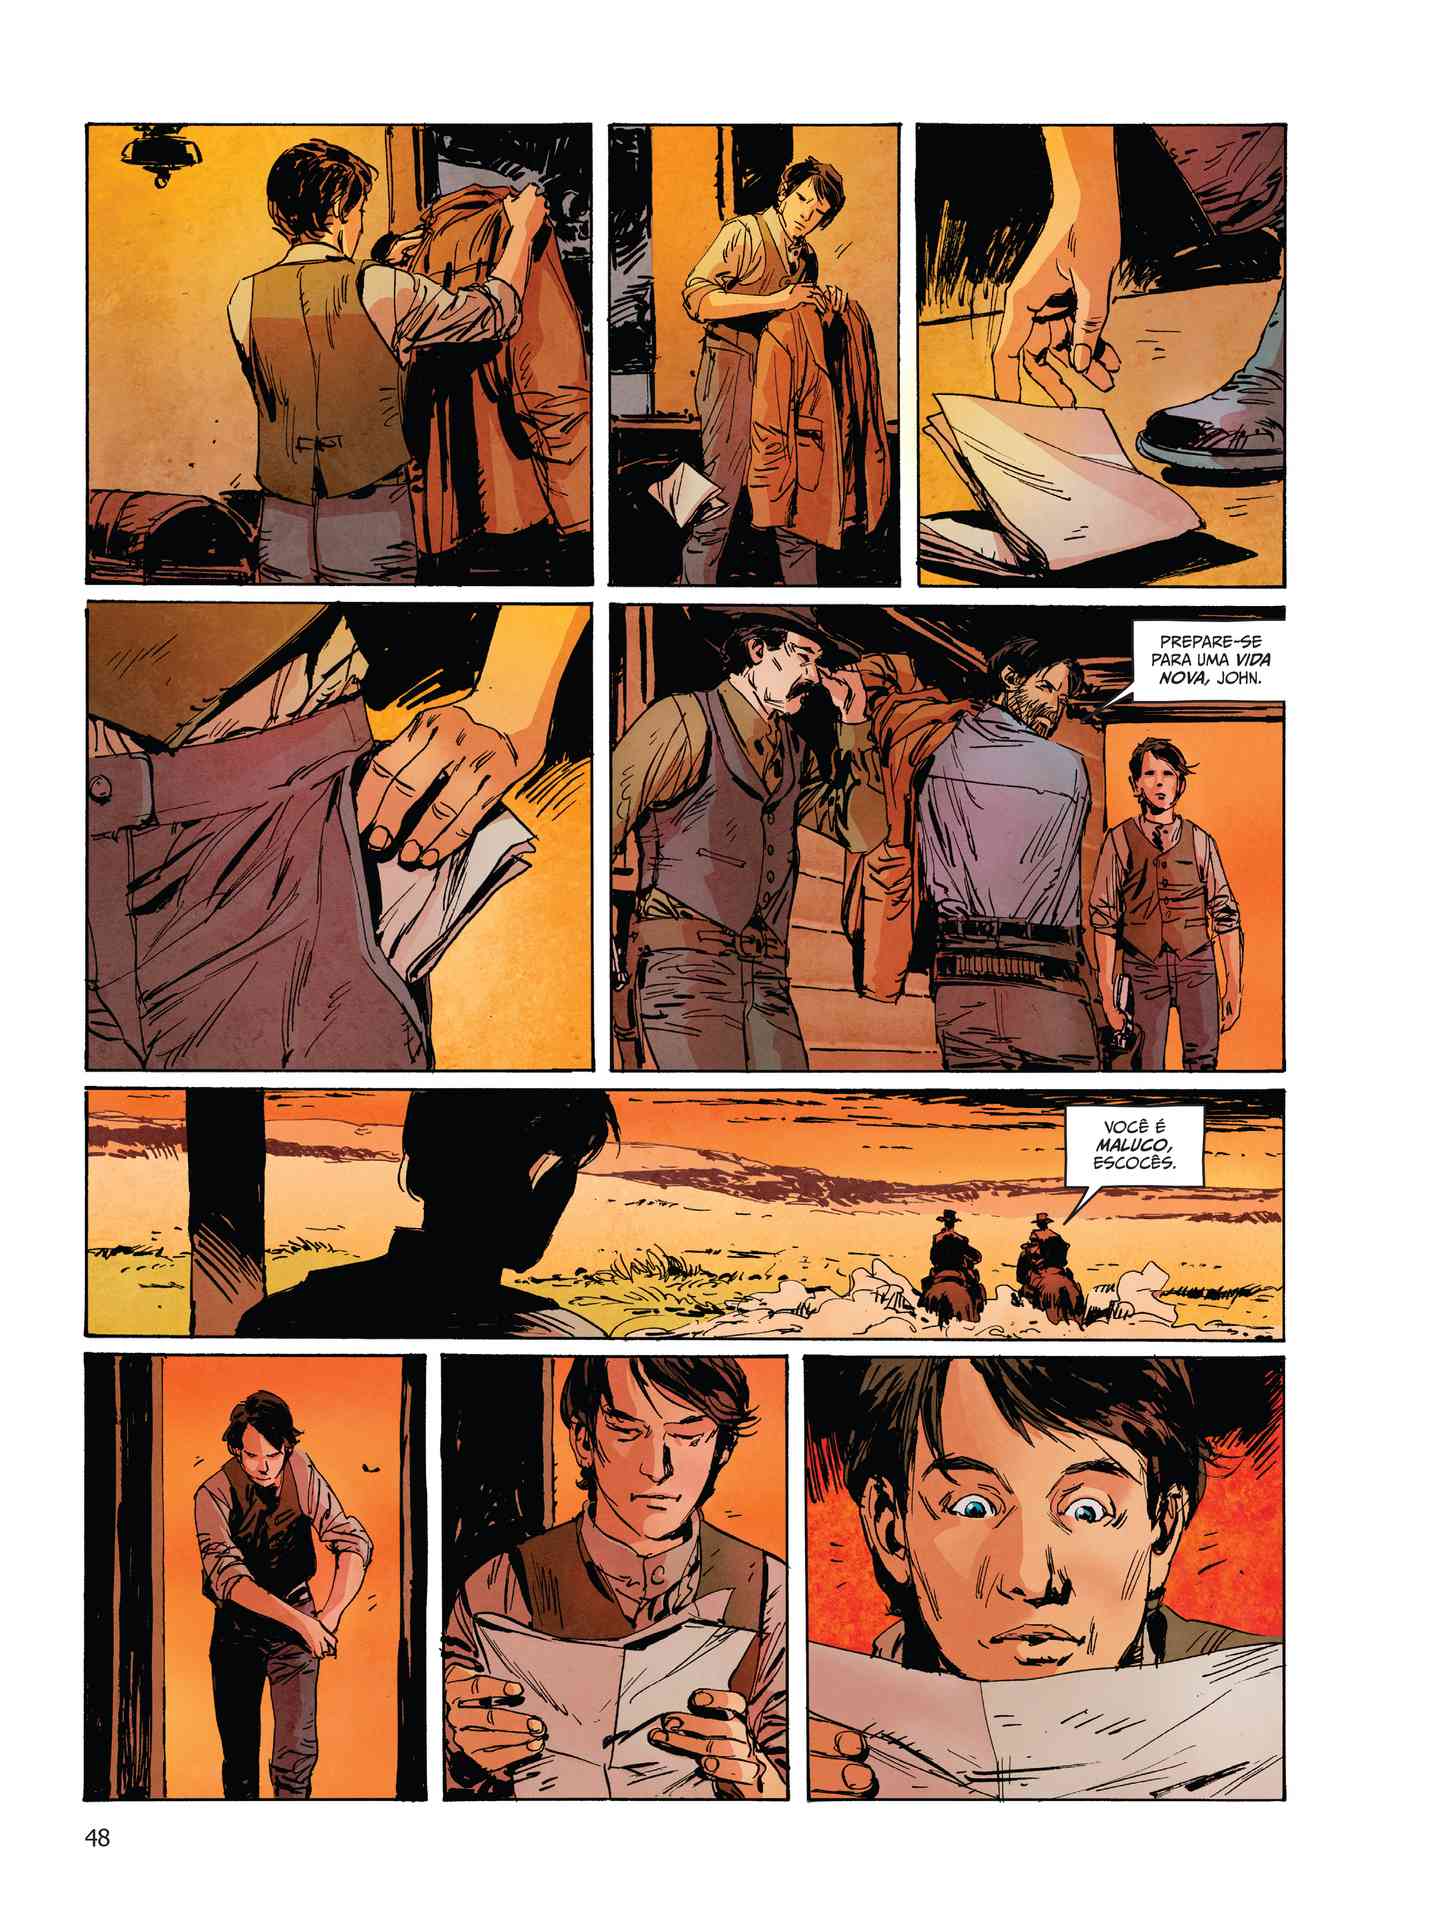 PREPARE-SE
PARA UMA VIDA
NOVA, JOHN.
VOCÊ É
MALUCO,
ESCOCÊS.
48